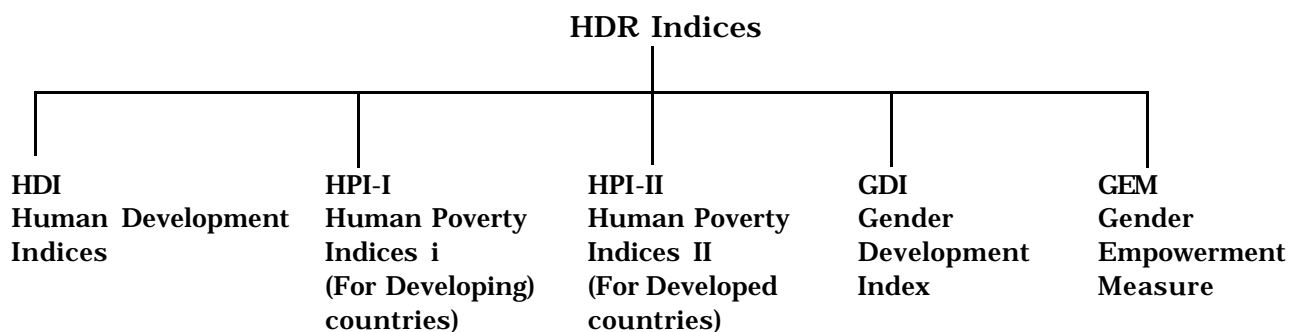 HDR Indices
HDI
Human Development
Indices
HPI-I
Human Poverty
Indices i
(For Developing)
countries)
HPI-II
Human Poverty
Indices II
(For Developed
countries)
GDI
Gender
Development
Index
GEM
Gender
Empowerment
Measure